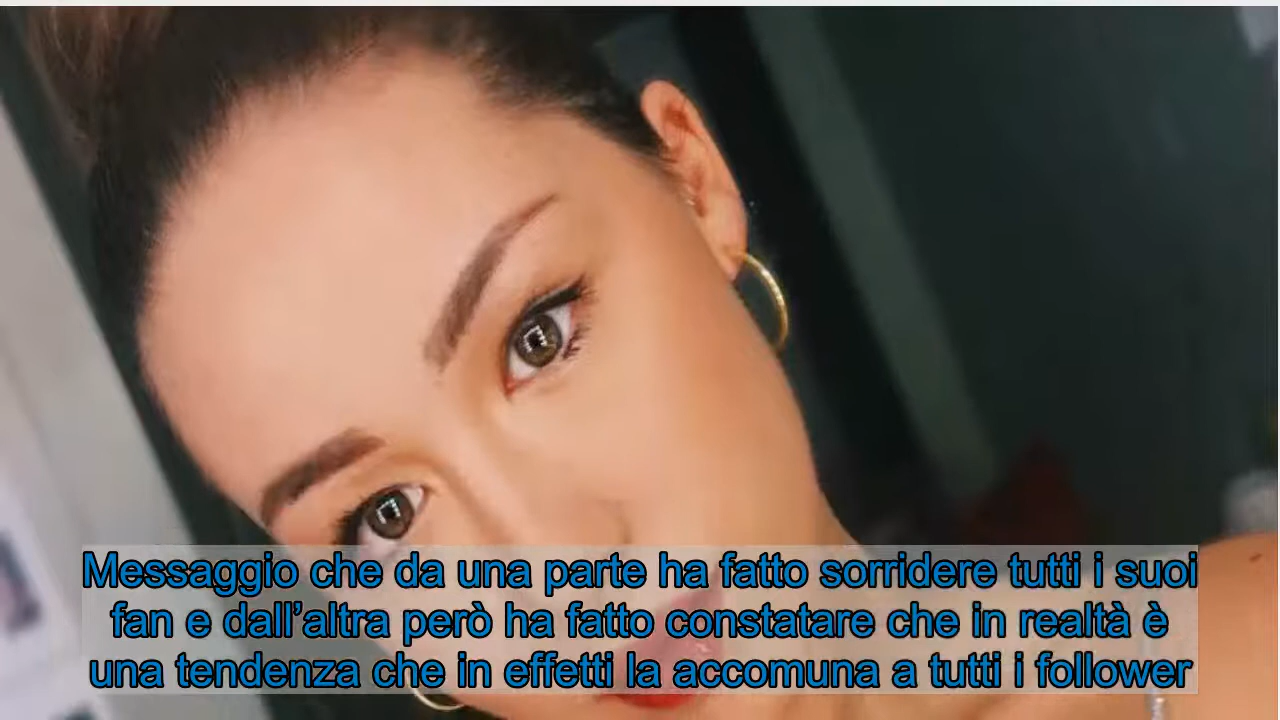 Messaggio che da una parte ha fatto sorridere tutti i suoi
fan e dall’altra però ha fatto constatare che in realtà è
una tendenza che in effetti la accomuna a tutti i follower